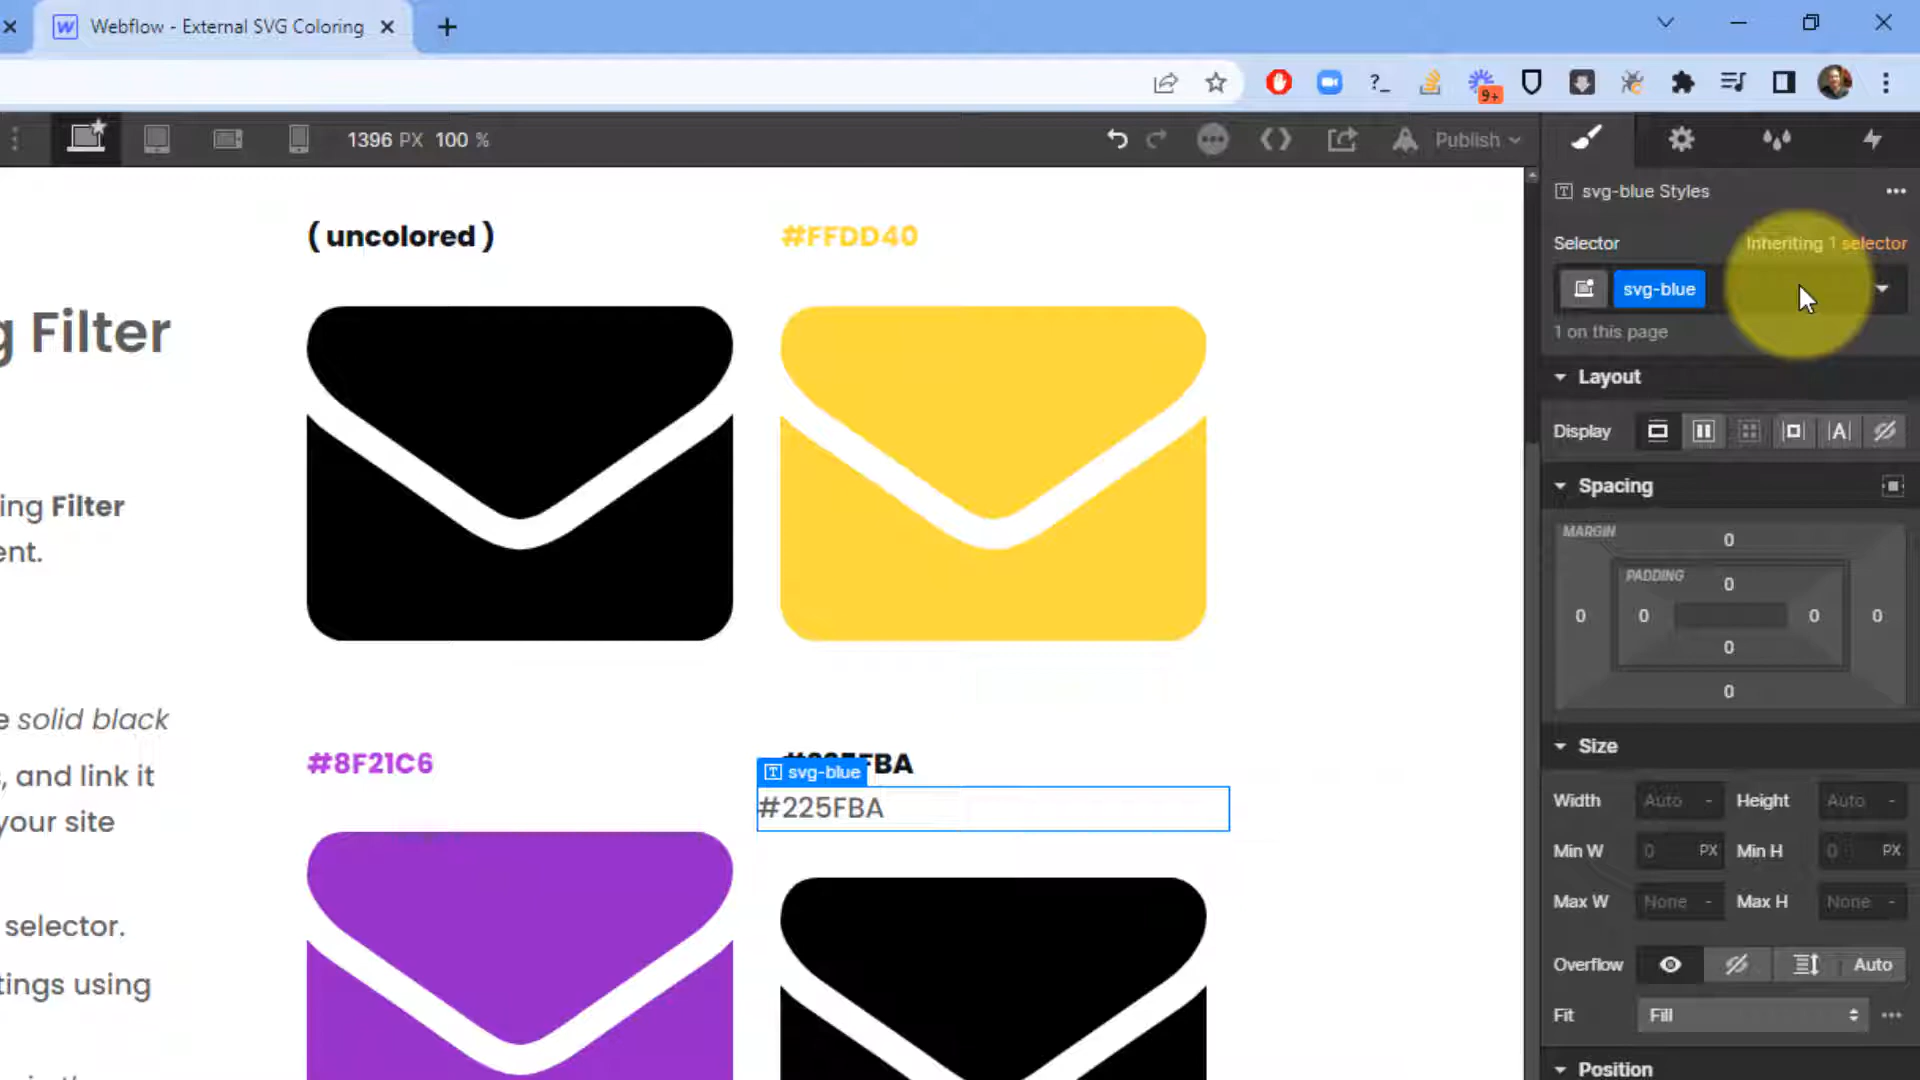 Webflow - External SVG Coloring
9+
1396 PX 100 %
Publish
svg-blue Styles
Selector
Inheriting 1 selector
svg-blue
1 on this page
Layout
Display
Spacing
MARGIN
0
PADDING
0
0 0 0 0
0
0
Size
Width Auto - Height Auto -
Min W 0 PX Min H 0 PX
Max W None - Max H None -
Overflow Auto
Fit Fill
Position
( uncolored )
#FFDD40
g Filter
ing Filter
ent.
e solid black
, and link it
your site
selector.
tings using
#8F21C6
FBA
svg-blue
#225FBA